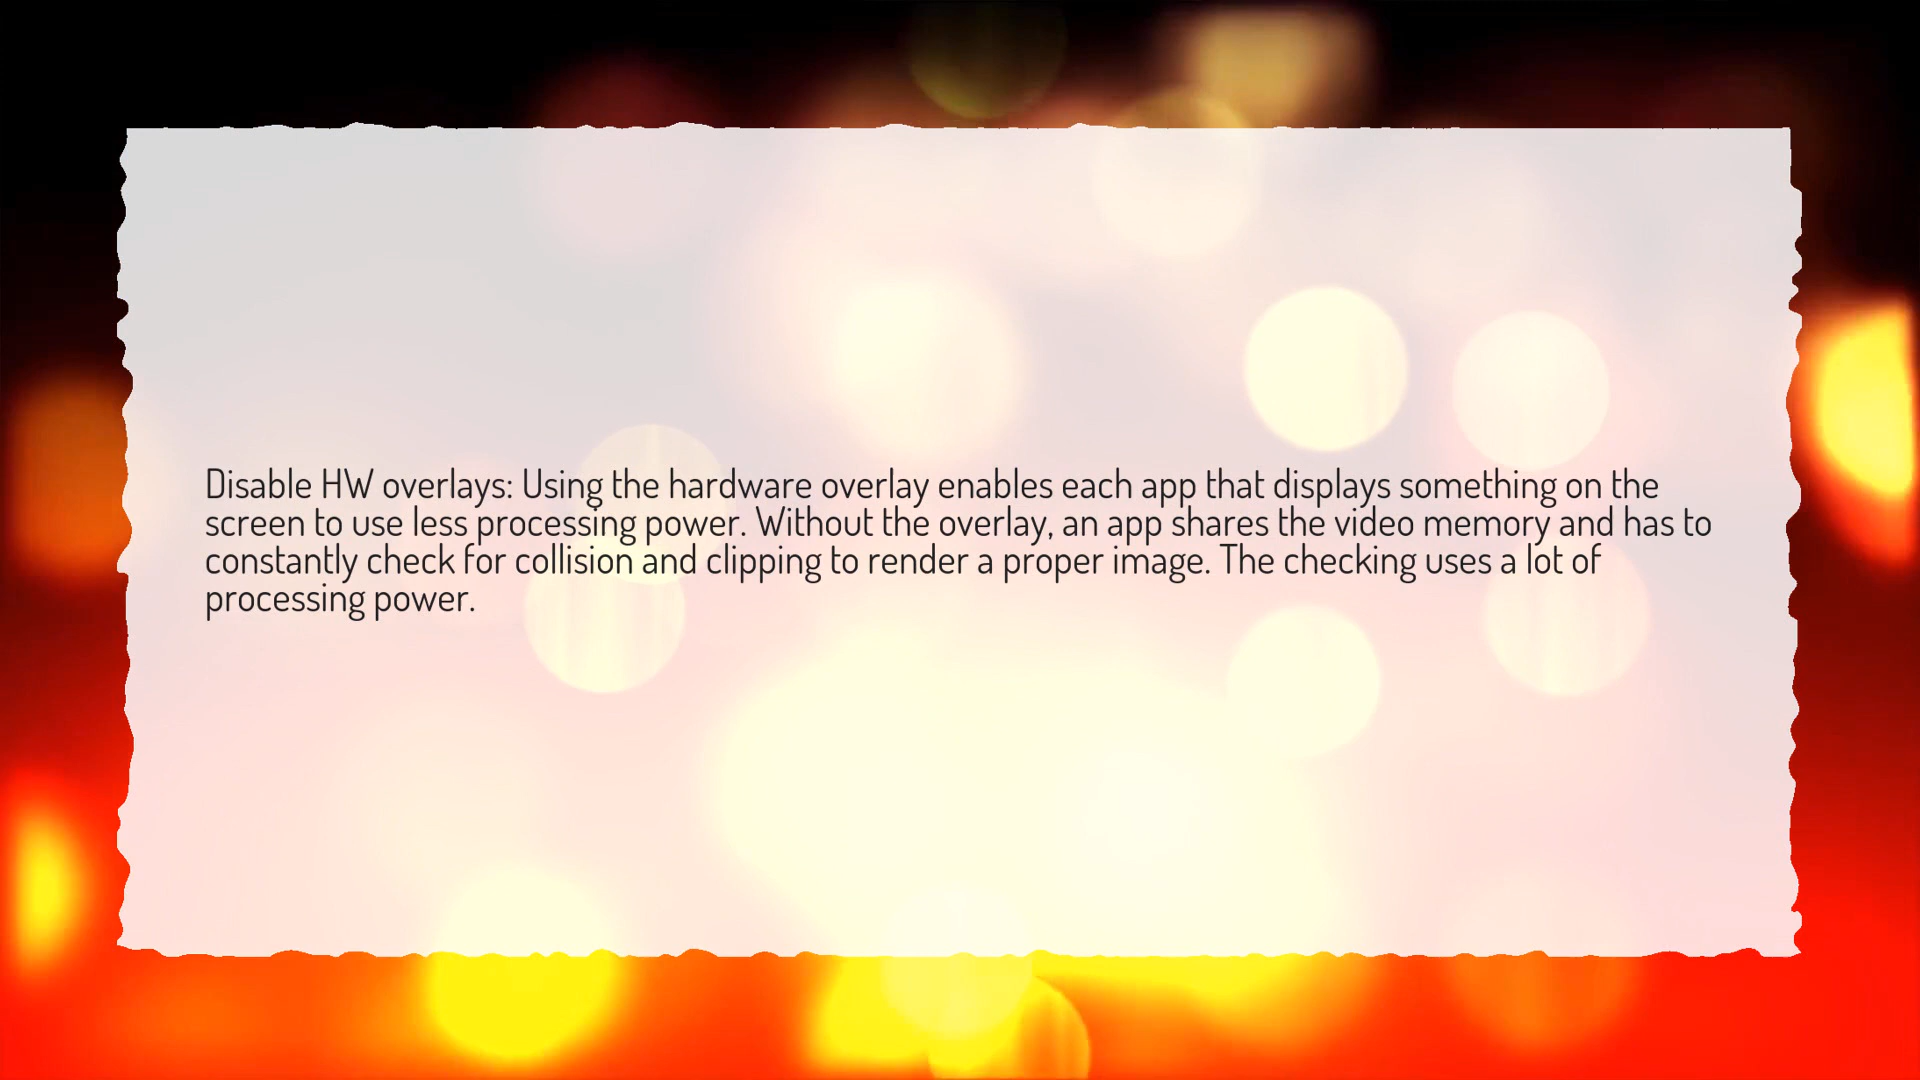 Disable HW overlays: Using the hardware overlay enables each app that displays something on the
screen to use less processing power. Without the overlay, an app shares the video memory and has to
constantly check for collision and clipping to render a proper image. The checking uses a lot of
processing power.